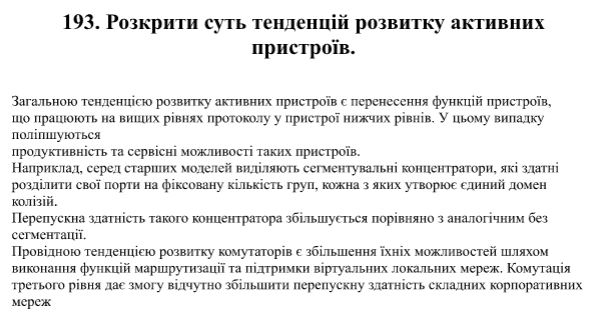 193. Розкрити суть тенденцій розвитку активних
пристроїв.
Загальною тенденцією розвитку активних пристроїв є перенесення функцій пристроїв,
що працюють на вищих рівнях протоколу у пристрої нижчих рівнів. У цьому випадку
поліпшуються
продуктивність та сервісні можливості таких пристроїв.
Наприклад, серед старших моделей виділяють сегментувальні концентратори, які здатні
розділити свої порти на фіксовану кількість груп, кожна з яких утворює єдиний домен
колізій.
Перепускна здатність такого концентратора збільшується порівняно з аналогічним без
сегментації.
Провідною тенденцією розвитку комутаторів є збільшення їхніх можливостей шляхом
виконання функцій маршрутизації та підтримки віртуальних локальних мереж. Комутація
третього рівня дає змогу відчутно збільшити перепускну здатність складних корпоративних
мереж